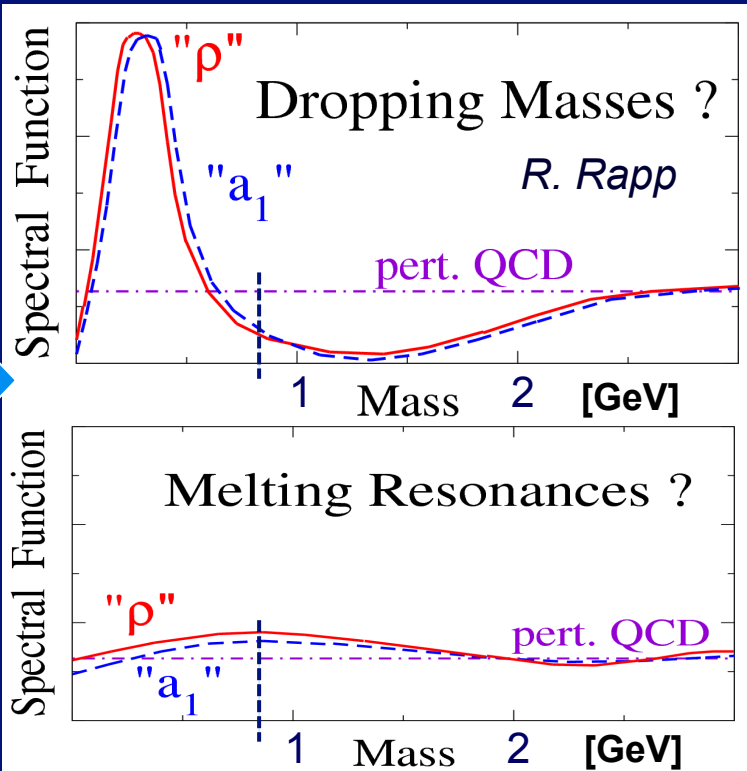 "ρ"
Dropping Masses ?
"a₁"
R. Rapp
pert. QCD
Spectral Function
1 2
Mass [GeV]
Melting Resonances ?
"ρ"
pert. QCD
"a₁"
Spectral Function
1 2
Mass [GeV]